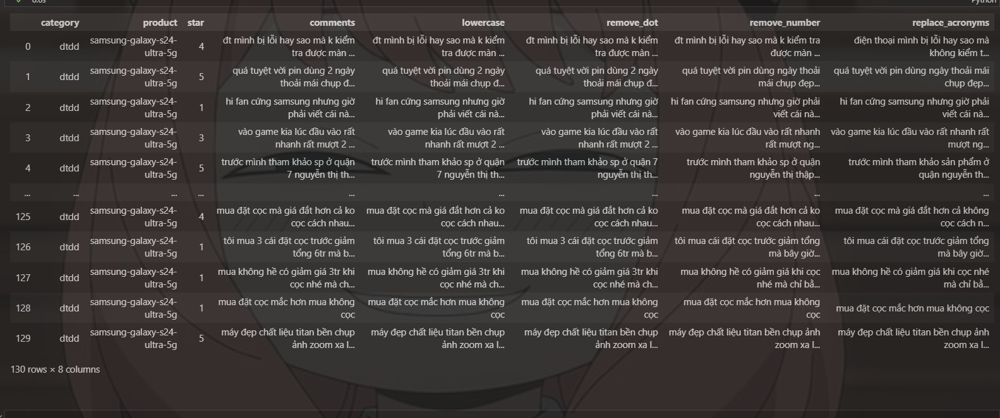 0.0s
Python
category product star comments lowercase remove_dot remove_number replace_acronyms
0 dtdd samsung-galaxy-s24-ultra-5g 4 đt mình bị lỗi hay sao mà k kiểm tra được màn ... đt mình bị lỗi hay sao mà k kiểm tra được màn ... đt mình bị lỗi hay sao mà k kiểm tra được màn ... đt mình bị lỗi hay sao mà k kiểm tra được màn ... điện thoại mình bị lỗi hay sao mà không kiểm t...
1 dtdd samsung-galaxy-s24-ultra-5g 5 quá tuyệt vời pin dùng 2 ngày thoải mái chụp đ... quá tuyệt vời pin dùng 2 ngày thoải mái chụp đ... quá tuyệt vời pin dùng 2 ngày thoải mái chụp đ... quá tuyệt vời pin dùng ngày thoải mái chụp đẹp... quá tuyệt vời pin dùng ngày thoải mái chụp đẹp...
2 dtdd samsung-galaxy-s24-ultra-5g 1 hi fan cứng samsung nhưng giờ phải viết cái nà... hi fan cứng samsung nhưng giờ phải viết cái nà... hi fan cứng samsung nhưng giờ phải viết cái nà... hi fan cứng samsung nhưng giờ phải viết cái nà... hi fan cứng samsung nhưng giờ phải viết cái nà...
3 dtdd samsung-galaxy-s24-ultra-5g 3 vào game kia lúc đầu vào rất nhanh rất mượt 2 ... vào game kia lúc đầu vào rất nhanh rất mượt 2 ... vào game kia lúc đầu vào rất nhanh rất mượt 2 ... vào game kia lúc đầu vào rất nhanh rất mượt ng... vào game kia lúc đầu vào rất nhanh rất mượt ng...
4 dtdd samsung-galaxy-s24-ultra-5g 5 trước mình tham khảo sp ở quận 7 nguyễn thị th... trước mình tham khảo sp ở quận 7 nguyễn thị th... trước mình tham khảo sp ở quận 7 nguyễn thị th... trước mình tham khảo sp ở quận nguyễn thị thập... trước mình tham khảo sản phẩm ở quận nguyễn th...
... ... ... ... ... ... ... ... ...
125 dtdd samsung-galaxy-s24-ultra-5g 4 mua đặt cọc mà giá đắt hơn cả ko cọc cách nhau... mua đặt cọc mà giá đắt hơn cả ko cọc cách nhau... mua đặt cọc mà giá đắt hơn cả ko cọc cách nhau... mua đặt cọc mà giá đắt hơn cả ko cọc cách nhau... mua đặt cọc mà giá đắt hơn cả không cọc cách n...
126 dtdd samsung-galaxy-s24-ultra-5g 1 tôi mua 3 cái đặt cọc trước giảm tổng 6tr mà b... tôi mua 3 cái đặt cọc trước giảm tổng 6tr mà b... tôi mua 3 cái đặt cọc trước giảm tổng 6tr mà b... tôi mua cái đặt cọc trước giảm tổng mà bây giờ... tôi mua cái đặt cọc trước giảm tổng mà bây giờ...
127 dtdd samsung-galaxy-s24-ultra-5g 1 mua không hề có giảm giá 3tr khi cọc nhé mà ch... mua không hề có giảm giá 3tr khi cọc nhé mà ch... mua không hề có giảm giá 3tr khi cọc nhé mà ch... mua không hề có giảm giá khi cọc nhé mà chỉ bằ... mua không hề có giảm giá khi cọc nhé mà chỉ bằ...
128 dtdd samsung-galaxy-s24-ultra-5g 1 mua đặt cọc mắc hơn mua không cọc mua đặt cọc mắc hơn mua không cọc mua đặt cọc mắc hơn mua không cọc mua đặt cọc mắc hơn mua không cọc mua đặt cọc mắc hơn mua không cọc
129 dtdd samsung-galaxy-s24-ultra-5g 5 máy đẹp chất liệu titan bền chụp ảnh zoom xa l... máy đẹp chất liệu titan bền chụp ảnh zoom xa l... máy đẹp chất liệu titan bền chụp ảnh zoom xa l... máy đẹp chất liệu titan bền chụp ảnh zoom xa l... máy đẹp chất liệu titan bền chụp ảnh zoom xa l...
130 rows × 8 columns